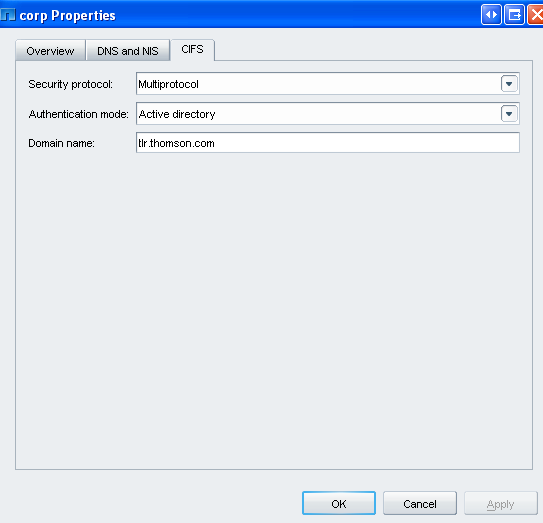 corp Properties
Overview DNS and NIS CIFS
Security protocol: Multiprotocol
Authentication mode: Active directory
Domain name: tlr.thomson.com
OK Cancel Apply